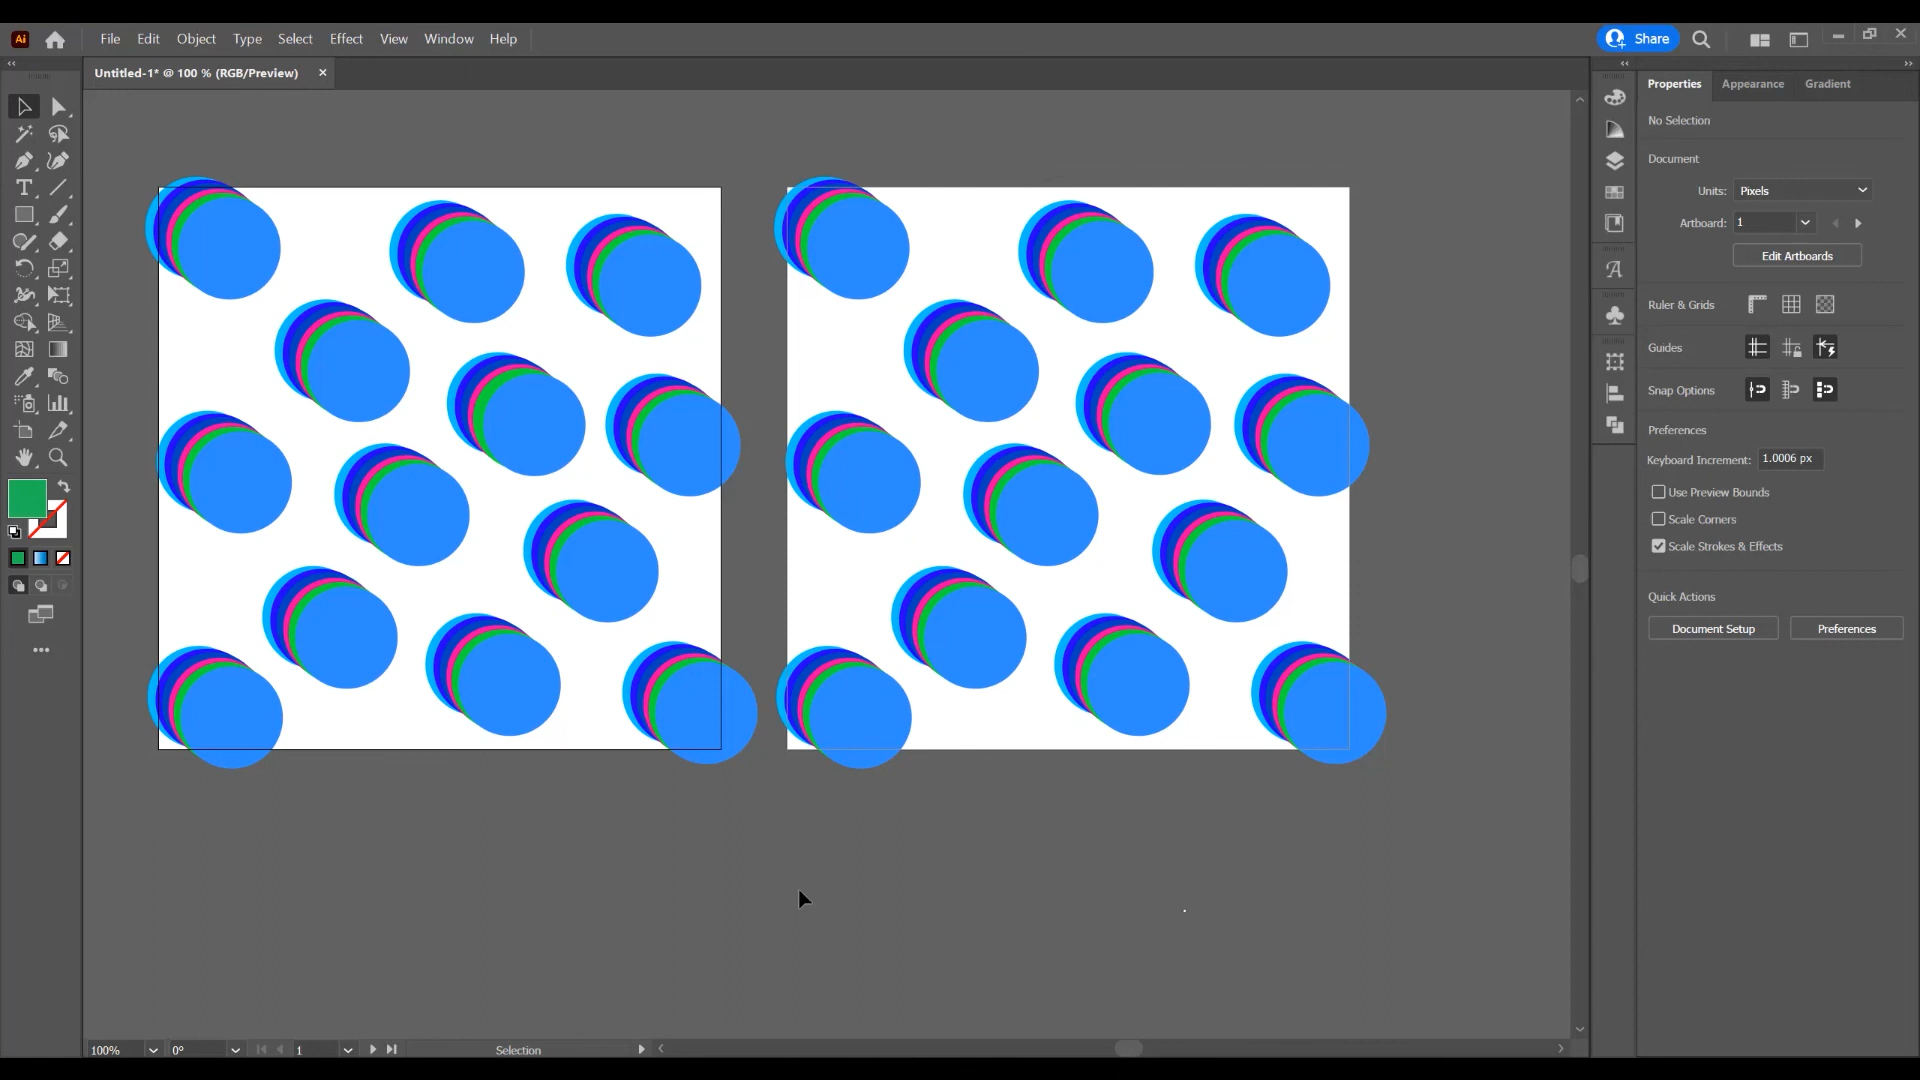 Ai
File Edit Object Type Select Effect View Window Help
Share
Untitled-1* @ 100 % (RGB/Preview) ×
Properties Appearance Gradient
No Selection
Document
Units: Pixels
Artboard: 1
Edit Artboards
Ruler & Grids
Guides
Snap Options
Preferences
Keyboard Increment: 1.0006 px
Use Preview Bounds
Scale Corners
Scale Strokes & Effects
Quick Actions
Document Setup Preferences
100% 0° 1 Selection